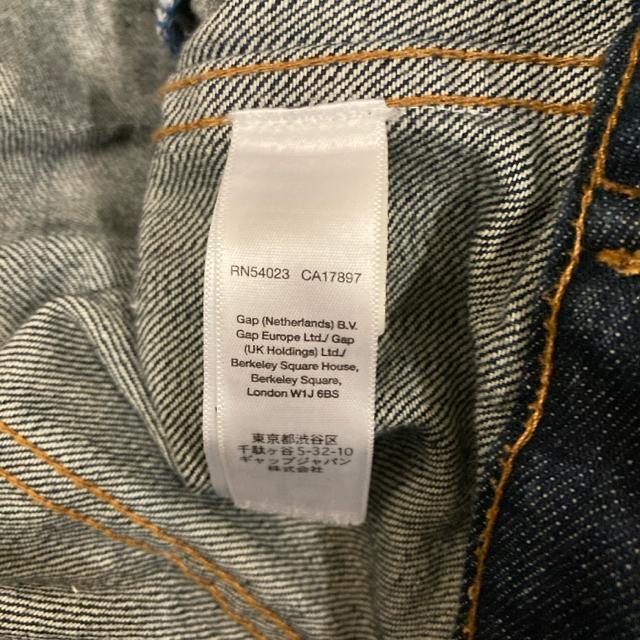 RN54023 CA17897
Gap (Netherlands) B.V.
Gap Europe Ltd./ Gap
(UK Holdings) Ltd./
Berkeley Square House,
Berkeley Square,
London W1J 6BS
東京都渋谷区
千駄ヶ谷5-32-10
ギャップジャパン
株式会社